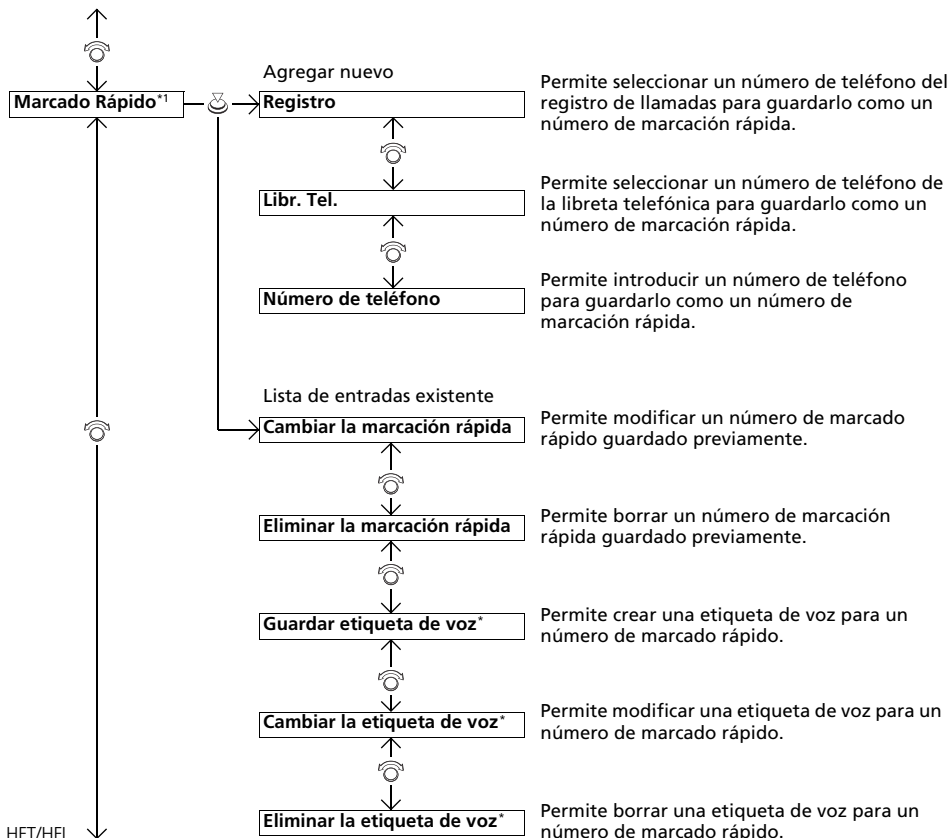 Agregar nuevo
Marcado Rápido*1
Registro
Permite seleccionar un número de teléfono del
registro de llamadas para guardarlo como un
número de marcación rápida.
Libr. Tel.
Permite seleccionar un número de teléfono de
la libreta telefónica para guardarlo como un
número de marcación rápida.
Número de teléfono
Permite introducir un número de teléfono
para guardarlo como un número de
marcación rápida.
Lista de entradas existente
Cambiar la marcación rápida
Permite modificar un número de marcado
rápido guardado previamente.
Eliminar la marcación rápida
Permite borrar un número de marcación
rápida guardado previamente.
Guardar etiqueta de voz*
Permite crear una etiqueta de voz para un
número de marcado rápido.
Cambiar la etiqueta de voz*
Permite modificar una etiqueta de voz para un
número de marcado rápido.
Eliminar la etiqueta de voz*
Permite borrar una etiqueta de voz para un
número de marcado rápido.